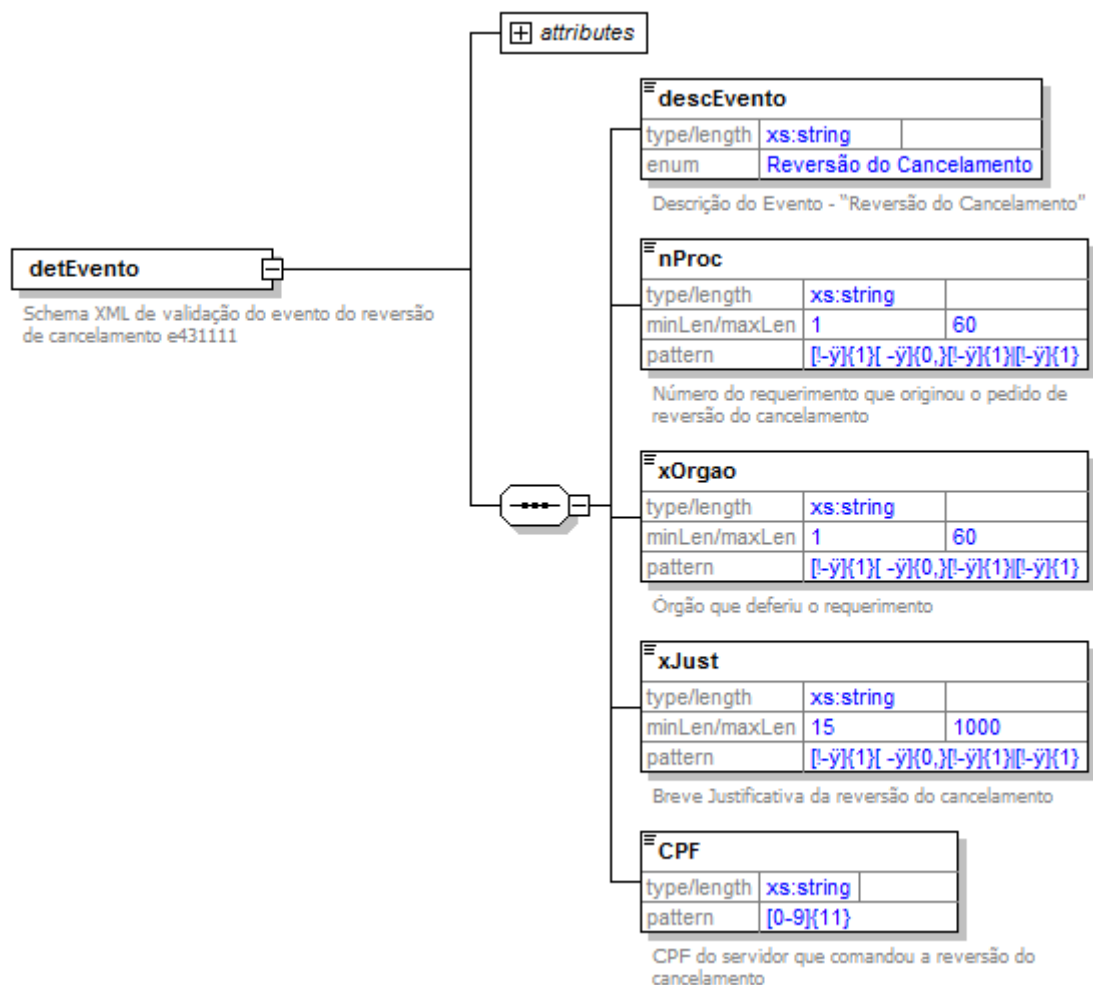 attributes
descEvento
type/length xs:string
enum Reversão do Cancelamento
Descrição do Evento - "Reversão do Cancelamento"
detEvento
Schema XML de validação do evento do reversão
de cancelamento e431111
nProc
type/length xs:string
minLen/maxLen 1 60
pattern [!-ÿ]{1}[ -ÿ]{0,}[!-ÿ]{1}|[!-ÿ]{1}
Número do requerimento que originou o pedido de
reversão do cancelamento
xOrgao
type/length xs:string
minLen/maxLen 1 60
pattern [!-ÿ]{1}[ -ÿ]{0,}[!-ÿ]{1}|[!-ÿ]{1}
Órgão que deferiu o requerimento
xJust
type/length xs:string
minLen/maxLen 15 1000
pattern [!-ÿ]{1}[ -ÿ]{0,}[!-ÿ]{1}|[!-ÿ]{1}
Breve Justificativa da reversão do cancelamento
CPF
type/length xs:string
pattern [0-9]{11}
CPF do servidor que comandou a reversão do
cancelamento